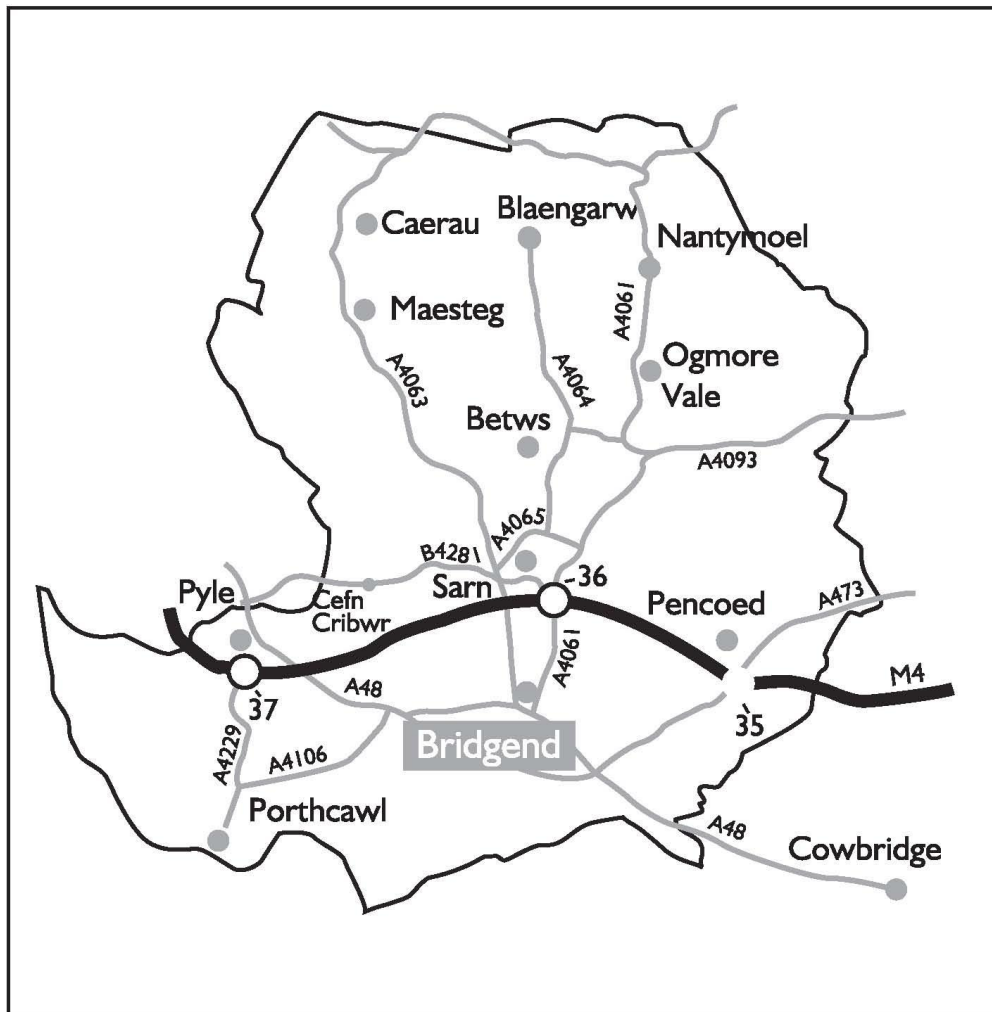 Blaengarw
Caerau
Nantymoel
A4061
Maesteg
A4063
A4064
Ogmore
Vale
Betws
A4093
A4065
B4281
-36
Pyle
Cefn
Cribwr
Sarn
Pencoed
A473
A4061
M4
A48
-37
-35
Bridgend
A4229
A4106
Porthcawl
A48
Cowbridge